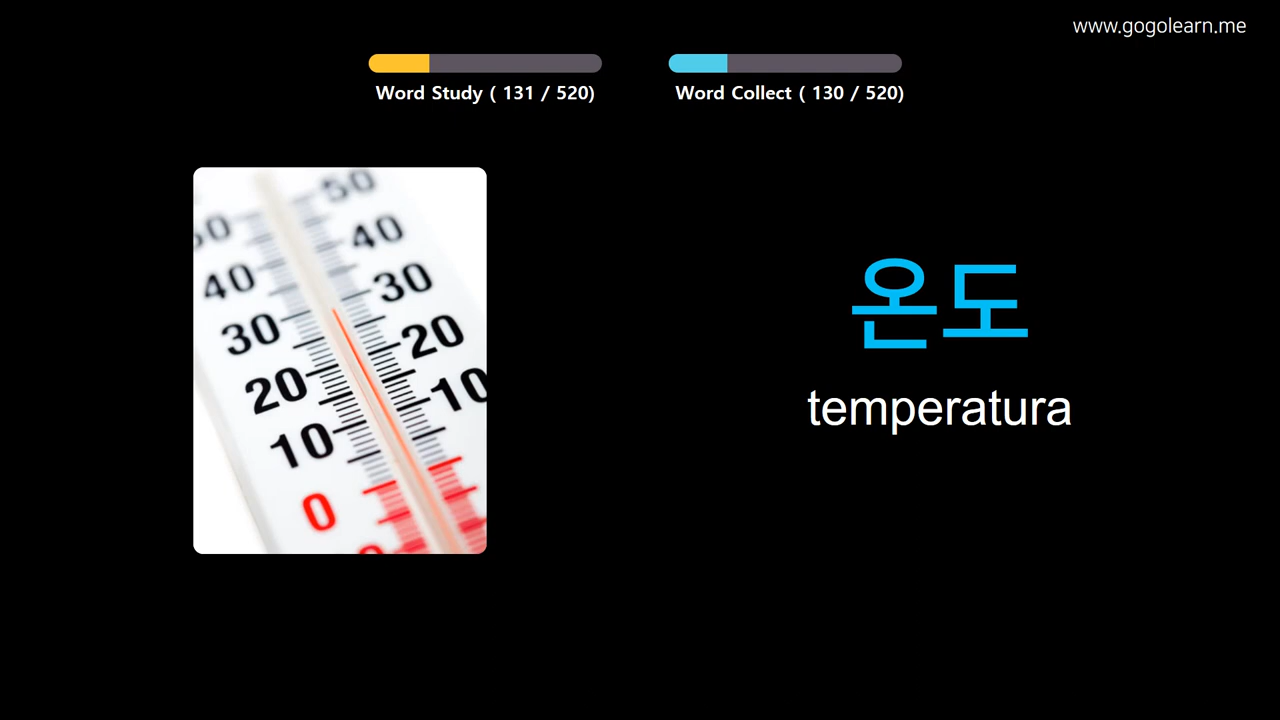 www.gogolearn.me
Word Study ( 131 / 520)
Word Collect ( 130 / 520)
50
40
40
30
30
20
20
10
10
0
온도
temperatura